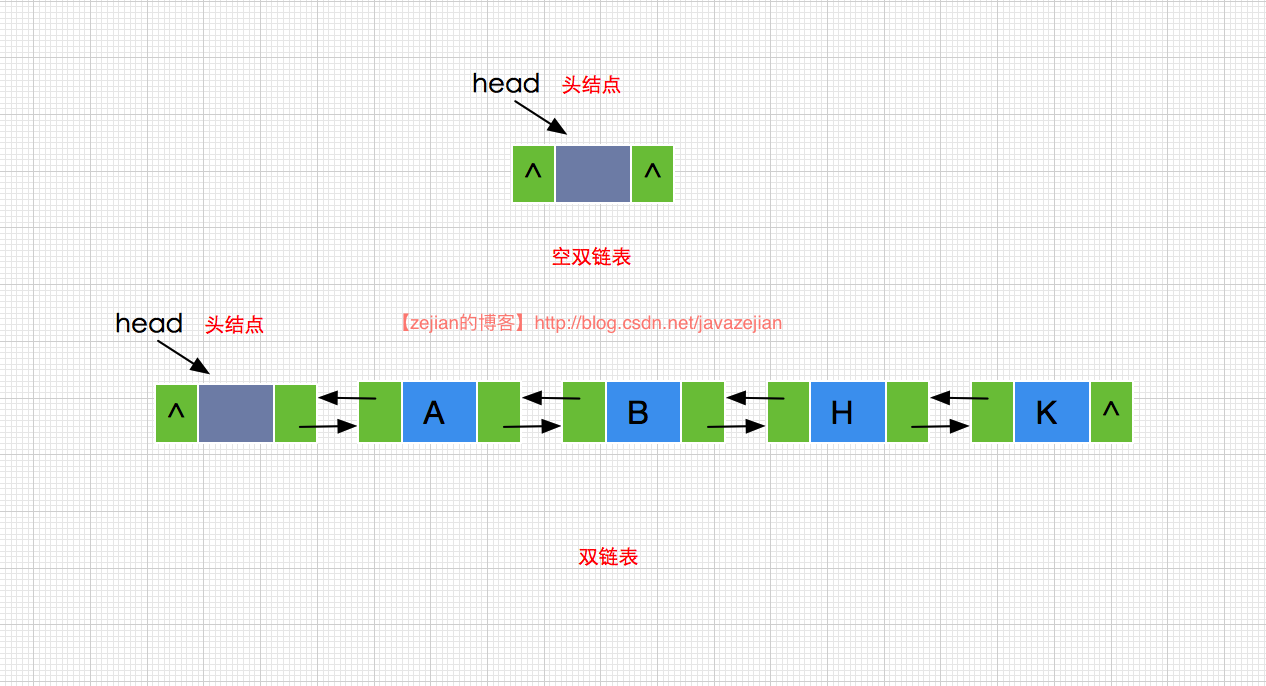 head 头结点
^ ^
空双链表
head 头结点
【zejian的博客】http://blog.csdn.net/javazejian
^ A B H K ^
双链表